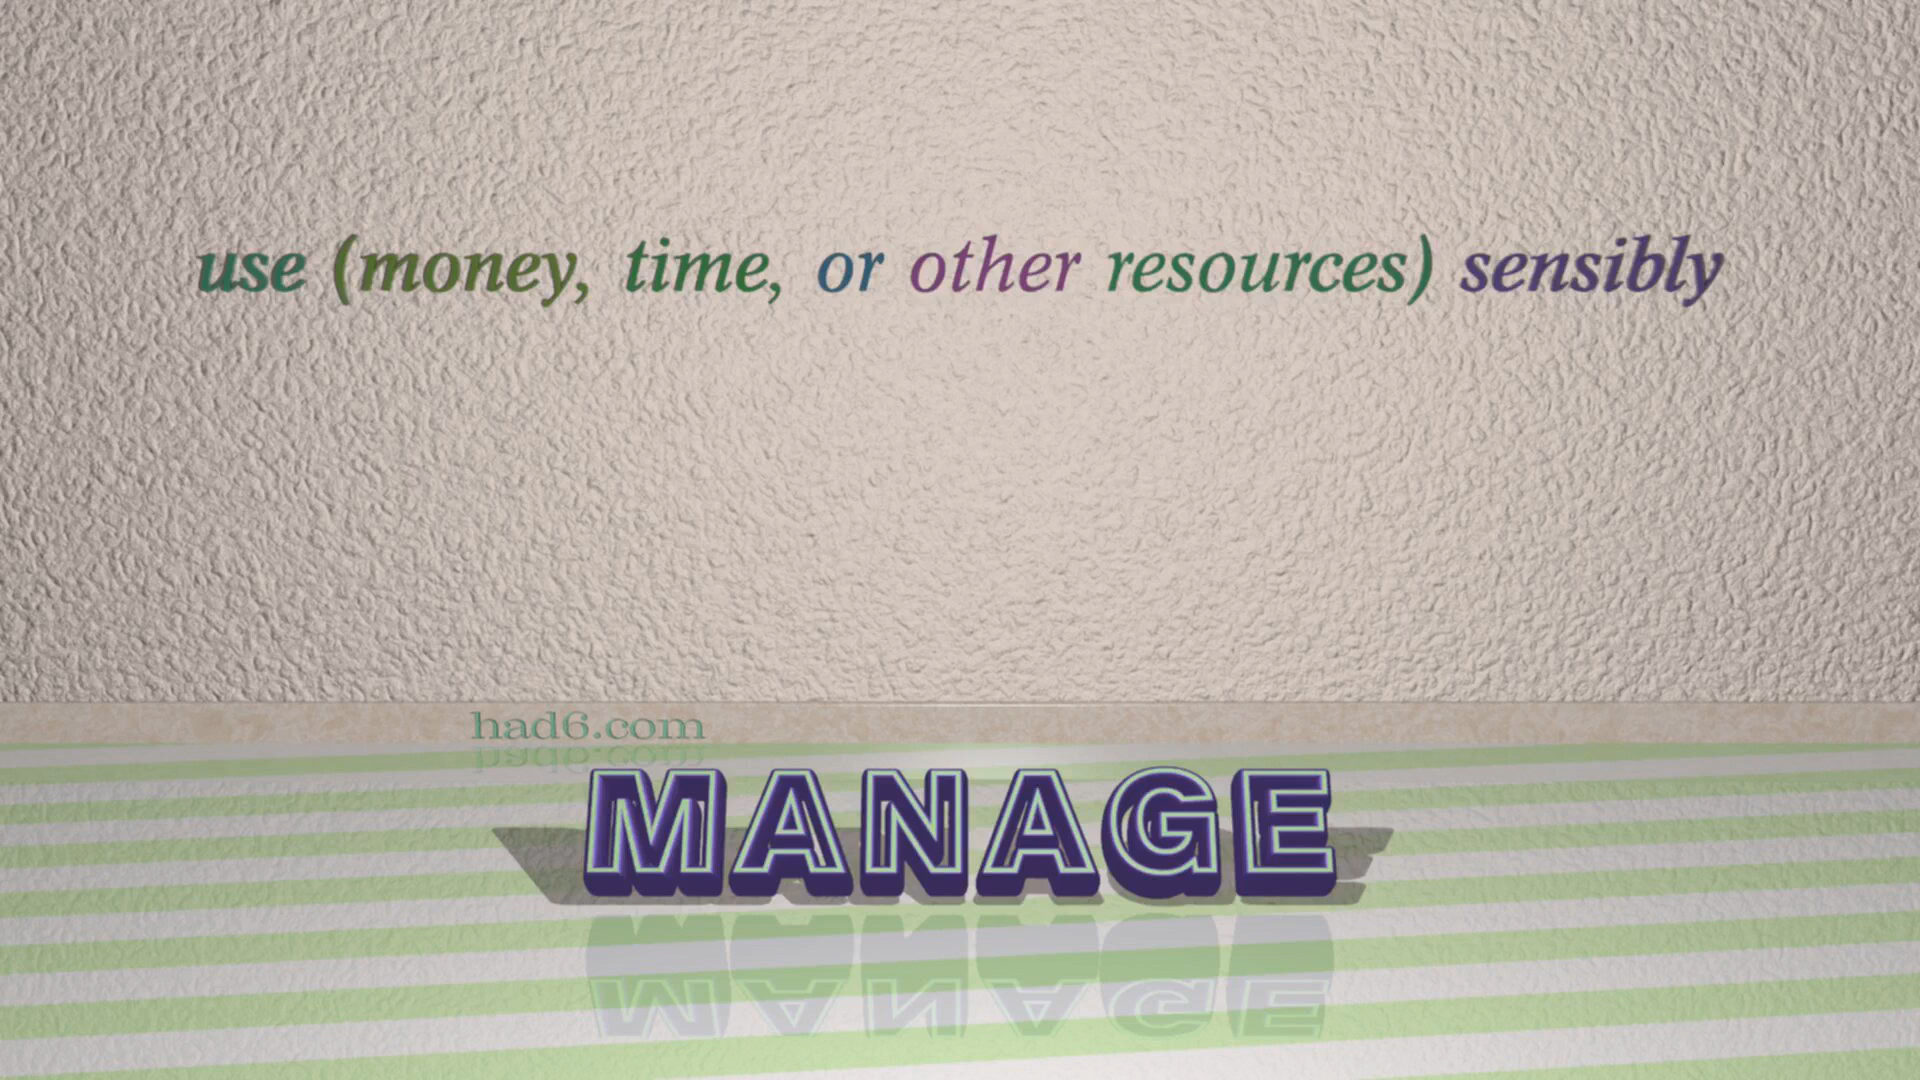 use (money, time, or other resources) sensibly
had6.com
MANAGE